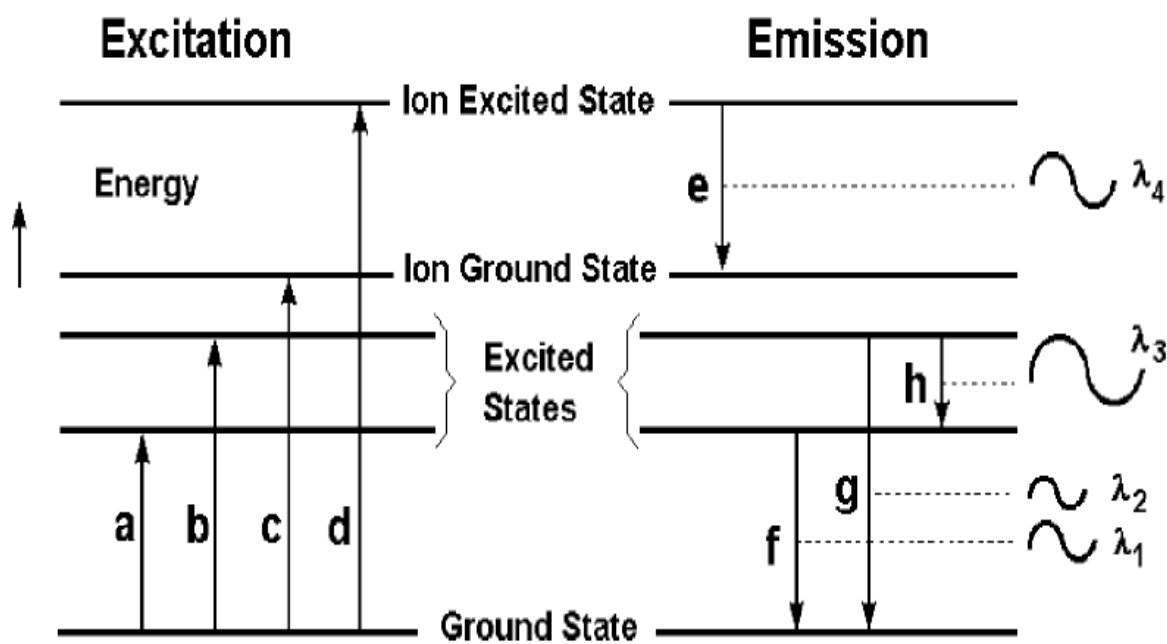 Excitation
Emission
Ion Excited State
Energy
e
λ4
Ion Ground State
Excited
States
h
λ3
a
b
c
d
f
g
λ2
λ1
Ground State